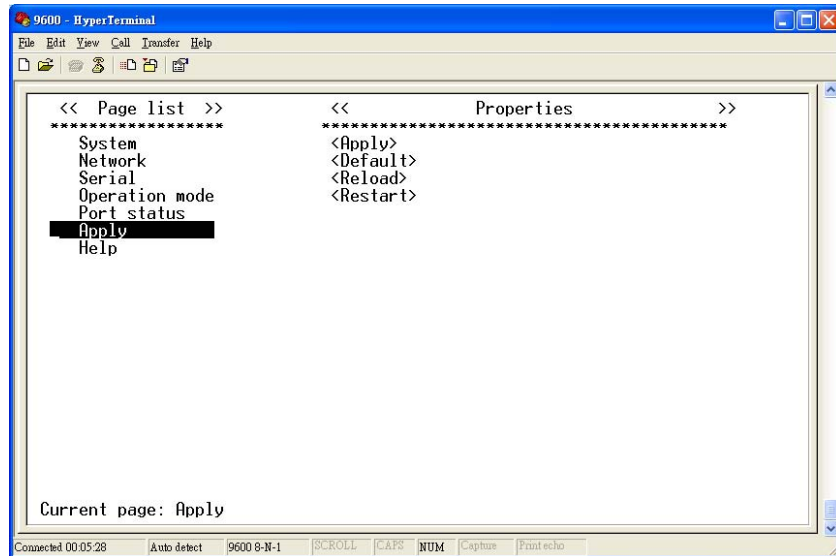 9600 - HyperTerminal
File Edit View Call Transfer Help
<< Page list >> << Properties >>
****************** ******************************************
System <Apply>
Network <Default>
Serial <Reload>
Operation mode <Restart>
Port status
Apply
Help
Current page: Apply
Connected 00:05:28 Auto detect 9600 8-N-1 SCROLL CAPS NUM Capture Print echo